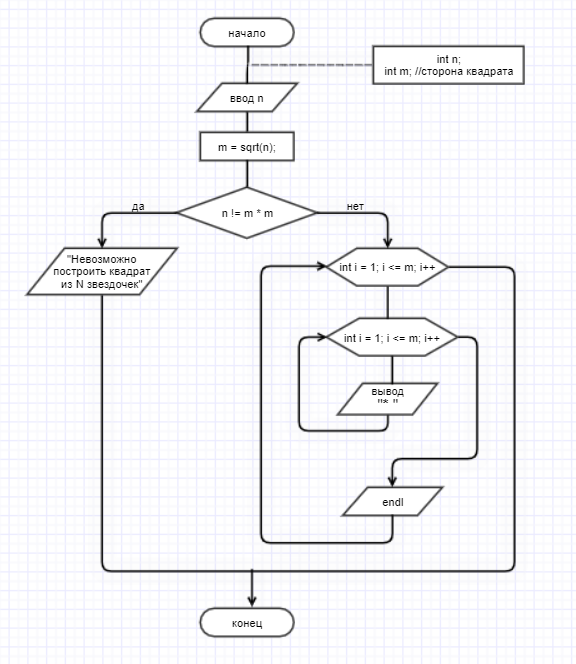 начало
int n;
int m; //сторона квадрата
ввод n
m = sqrt(n);
n != m * m
да
нет
"Невозможно
построить квадрат
из N звездочек"
int i = 1; i <= m; i++
int i = 1; i <= m; i++
вывод
"* "
endl
конец